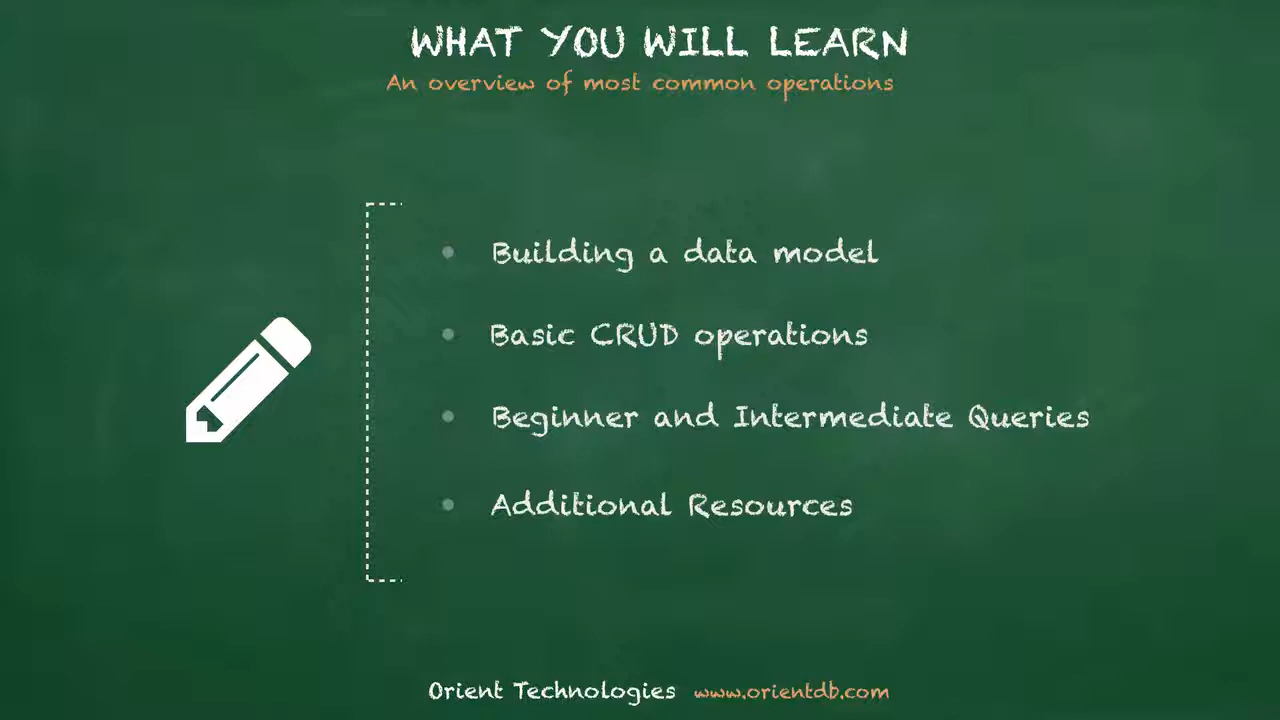 WHAT YOU WILL LEARN
An overview of most common operations
• Building a data model
• Basic CRUD operations
• Beginner and Intermediate Queries
• Additional Resources
Orient Technologies www.orientdb.com